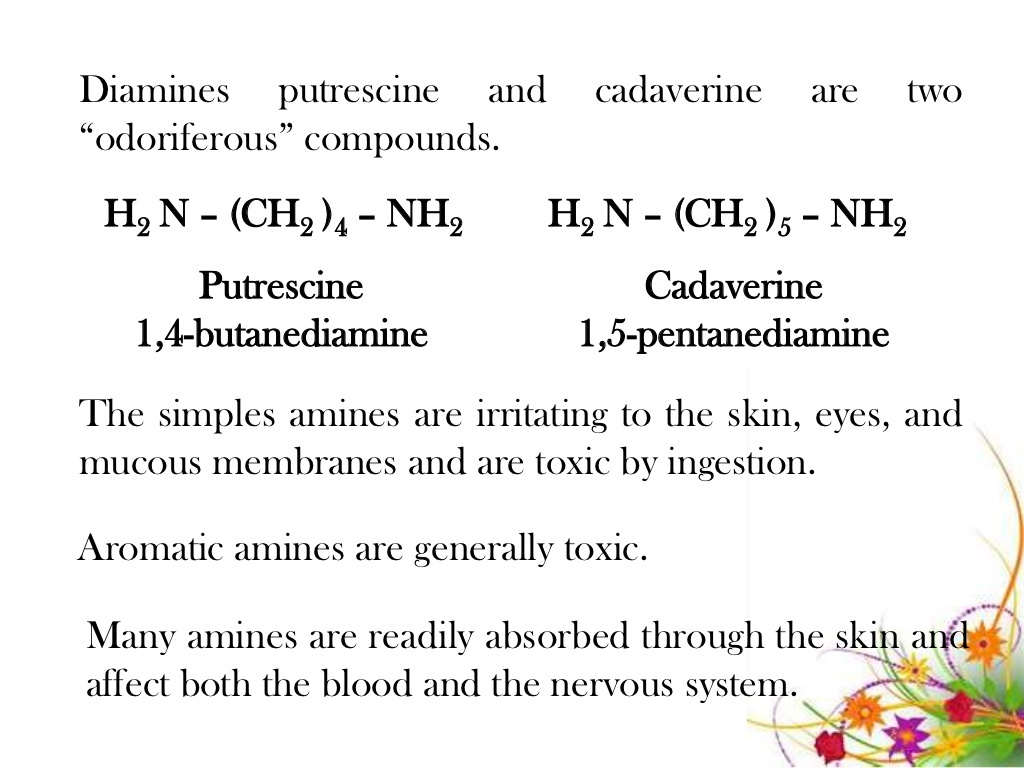 Diamines putrescine and cadaverine are two
“odoriferous” compounds.
H₂ N – (CH₂ )₄ – NH₂ H₂ N – (CH₂ )₅ – NH₂
Putrescine Cadaverine
1,4-butanediamine 1,5-pentanediamine
The simples amines are irritating to the skin, eyes, and
mucous membranes and are toxic by ingestion.
Aromatic amines are generally toxic.
Many amines are readily absorbed through the skin and
affect both the blood and the nervous system.